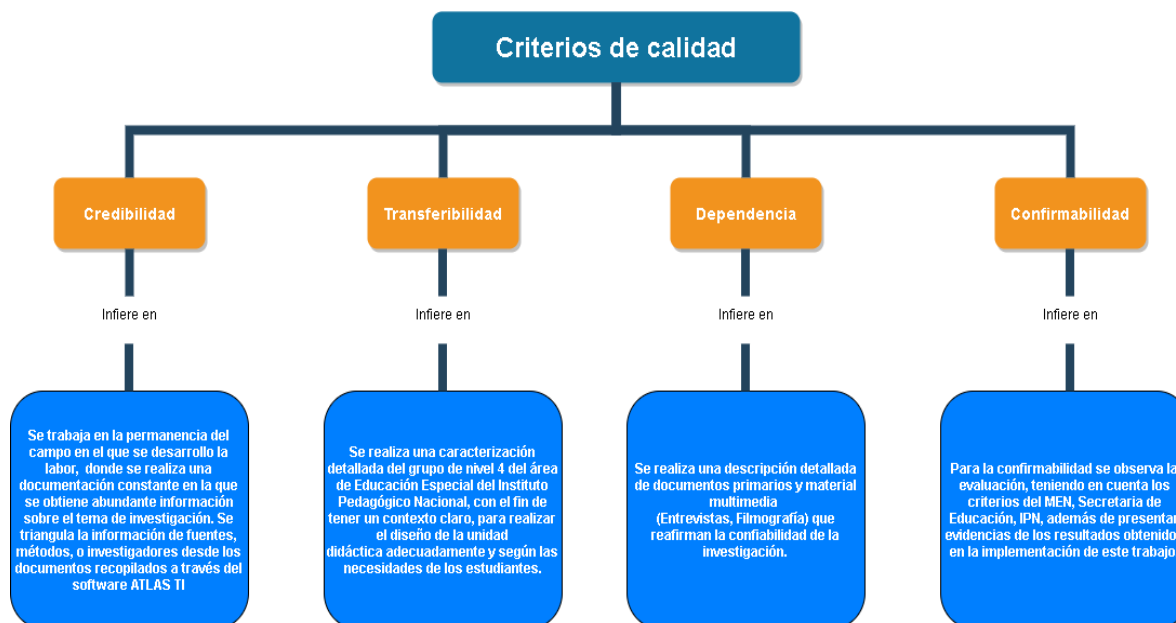 Criterios de calidad
Credibilidad
Transferibilidad
Dependencia
Confirmabilidad
Infiere en
Infiere en
Infiere en
Infiere en
Se trabaja en la permanencia del
campo en el que se desarrollo la
labor, donde se realiza una
documentación constante en la que
se obtiene abundante información
sobre el tema de investigación. Se
triangula la información de fuentes,
métodos, o investigadores desde los
documentos recopilados a través del
software ATLAS TI
Se realiza una caracterización
detallada del grupo de nivel 4 del área
de Educación Especial del Instituto
Pedagógico Nacional, con el fin de
tener un contexto claro, para realizar
el diseño de la unidad
didáctica adecuadamente y según las
necesidades de los estudiantes.
Se realiza una descripción detallada
de documentos primarios y material
multimedia
(Entrevistas, Filmografía) que
reafirman la confiabilidad de la
investigación.
Para la confirmabilidad se observa la
evaluación, teniendo en cuenta los
criterios del MEN, Secretaria de
Educación, IPN, además de presentar
evidencias de los resultados obtenido
en la implementación de este trabajo